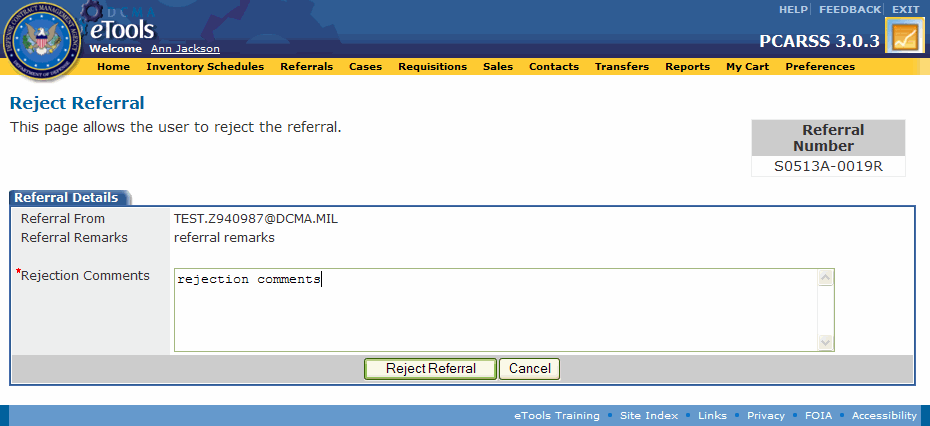 HELP FEEDBACK EXIT
DCMA
eTools
Welcome Ann Jackson
PCARSS 3.0.3
Home Inventory Schedules Referrals Cases Requisitions Sales Contacts Transfers Reports My Cart Preferences
Reject Referral
This page allows the user to reject the referral.
Referral
Number
S0513A-0019R
Referral Details
Referral From TEST.Z940987@DCMA.MIL
Referral Remarks referral remarks
*Rejection Comments rejection comments
Reject Referral Cancel
eTools Training • Site Index • Links • Privacy • FOIA • Accessibility